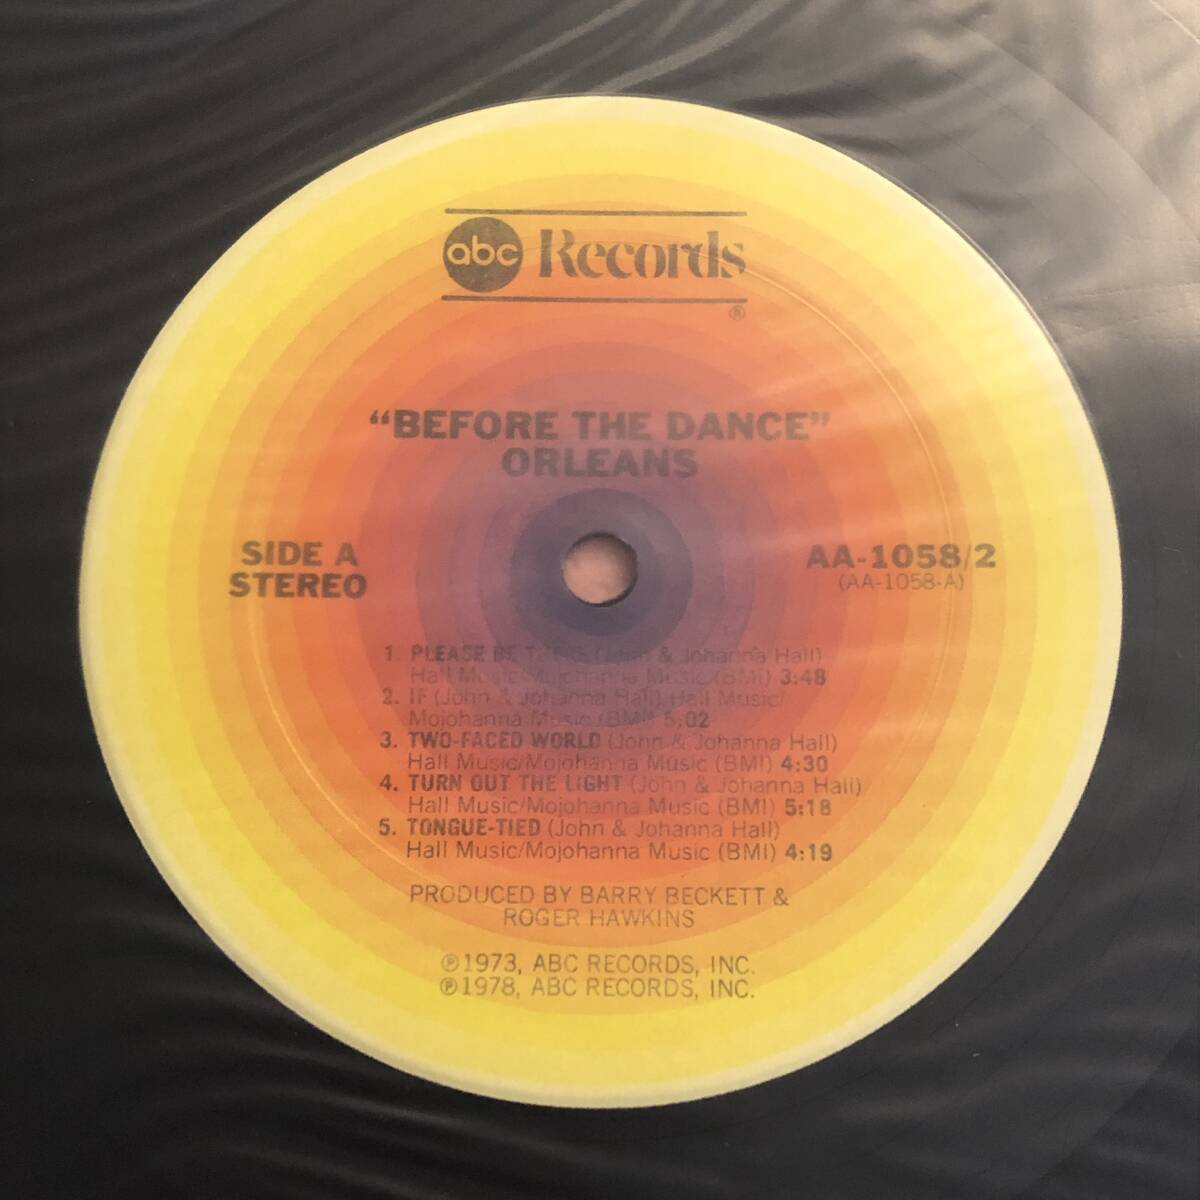 abc Records
®
“BEFORE THE DANCE”
ORLEANS
SIDE A
STEREO
AA-1058/2
(AA-1058-A)
1. PLEASE BE (John & Johanna Hall)
Hall Music/Mojohanna Music (BMI) 3:48
2. IF (John & Johanna Hall) Hall Music/
Mojohanna Music (BMI) 5:02
3. TWO-FACED WORLD (John & Johanna Hall)
Hall Music/Mojohanna Music (BMI) 4:30
4. TURN OUT THE LIGHT (John & Johanna Hall)
Hall Music/Mojohanna Music (BMI) 5:18
5. TONGUE-TIED (John & Johanna Hall)
Hall Music/Mojohanna Music (BMI) 4:19
PRODUCED BY BARRY BECKETT &
ROGER HAWKINS
℗1973, ABC RECORDS, INC.
℗1978, ABC RECORDS, INC.